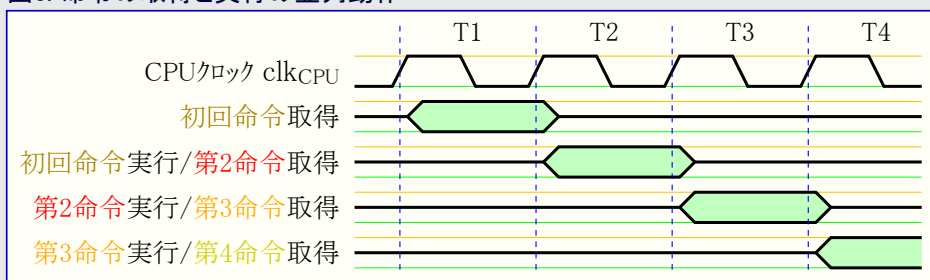 T1 T2 T3 T4
CPUクロック clkCPU
初回命令取得
初回命令実行/第2命令取得
第2命令実行/第3命令取得
第3命令実行/第4命令取得